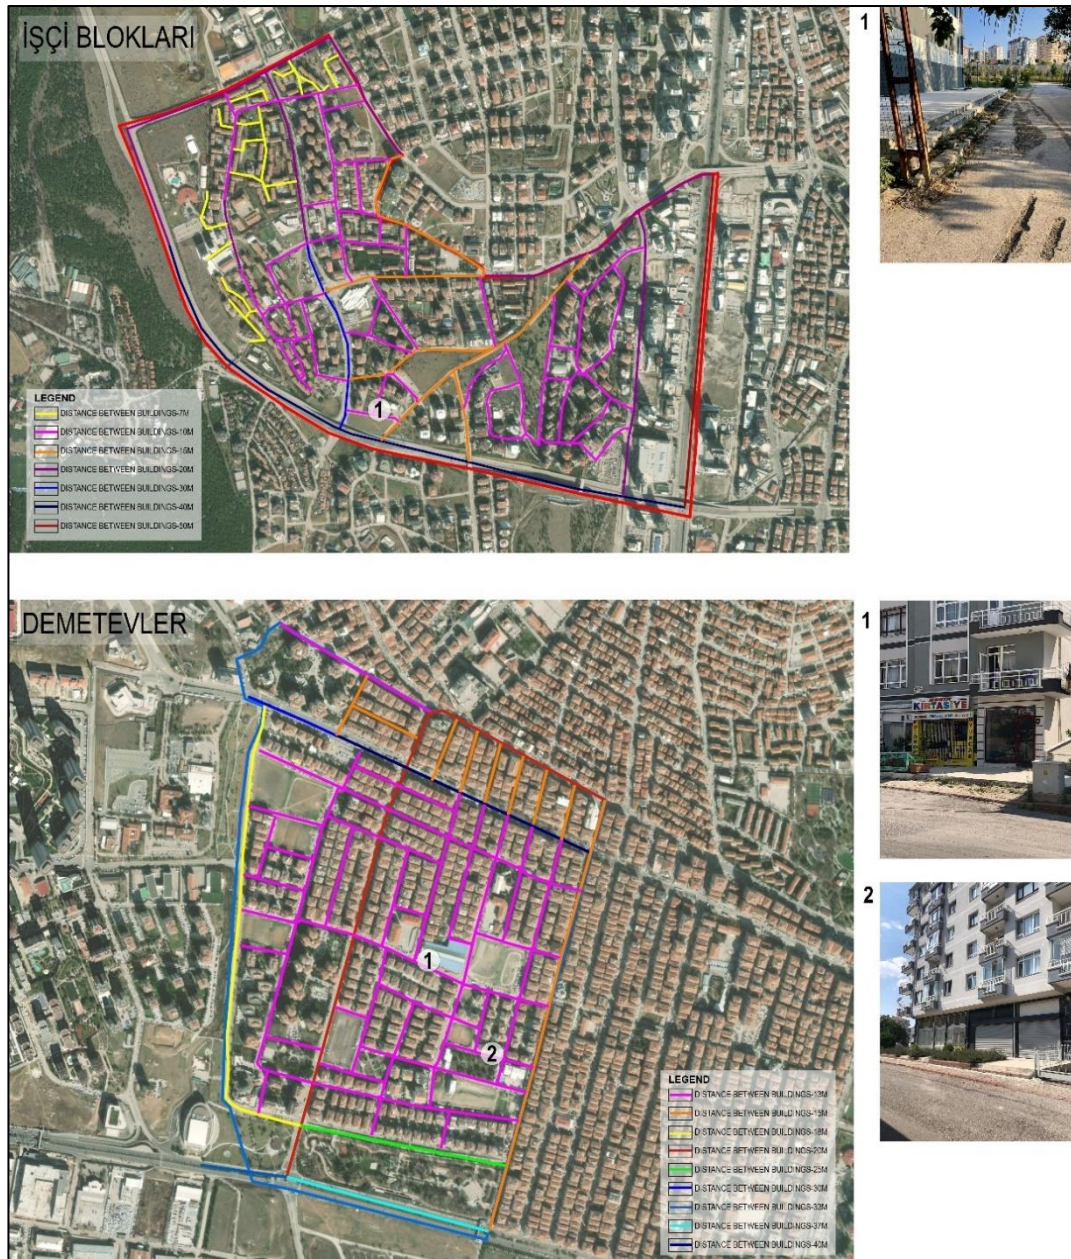 İŞÇİ BLOKLARI
1
1
LEGEND
DISTANCE BETWEEN BUILDINGS-7M
DISTANCE BETWEEN BUILDINGS-10M
DISTANCE BETWEEN BUILDINGS-15M
DISTANCE BETWEEN BUILDINGS-20M
DISTANCE BETWEEN BUILDINGS-30M
DISTANCE BETWEEN BUILDINGS-40M
DISTANCE BETWEEN BUILDINGS-50M
DEMETEVLER
1
KIRTASİYE
1
2
2
LEGEND
DISTANCE BETWEEN BUILDINGS-13M
DISTANCE BETWEEN BUILDINGS-15M
DISTANCE BETWEEN BUILDINGS-18M
DISTANCE BETWEEN BUILDINGS-20M
DISTANCE BETWEEN BUILDINGS-25M
DISTANCE BETWEEN BUILDINGS-30M
DISTANCE BETWEEN BUILDINGS-33M
DISTANCE BETWEEN BUILDINGS-37M
DISTANCE BETWEEN BUILDINGS-40M